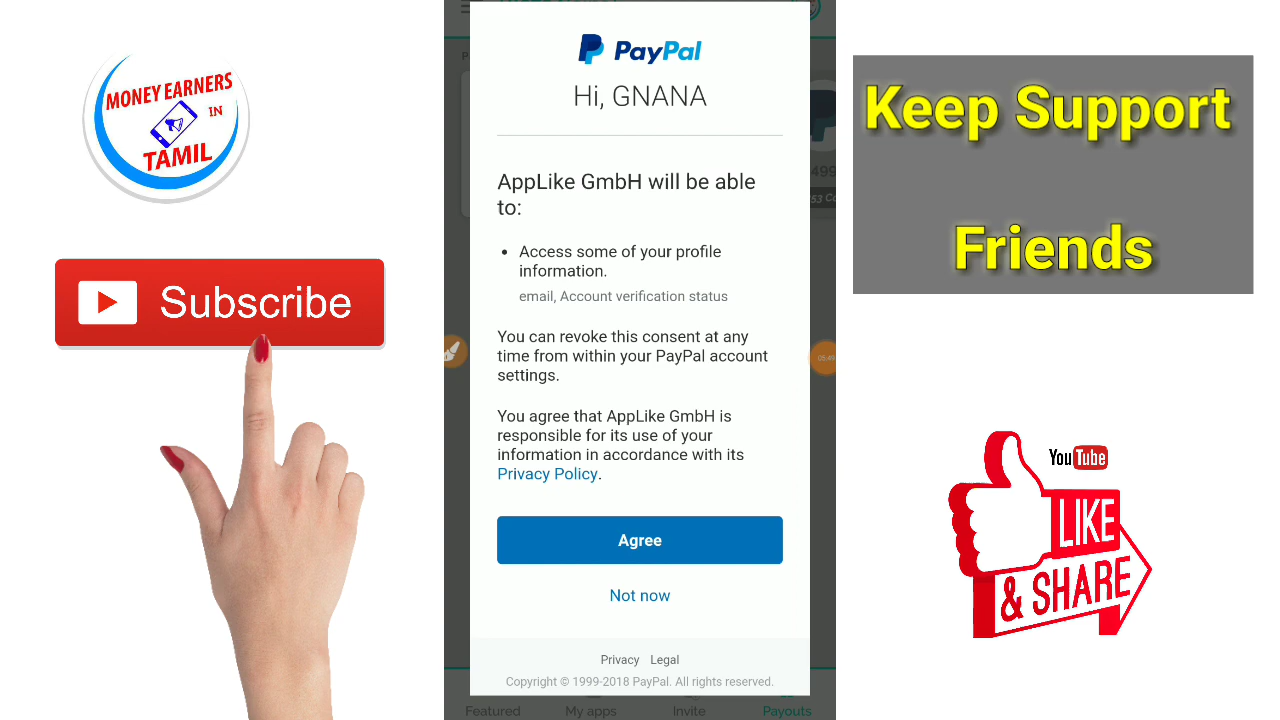 MONEY EARNERS
IN
TAMIL
Subscribe
PayPal
Hi, GNANA
AppLike GmbH will be able
to:
• Access some of your profile
information.
email, Account verification status
You can revoke this consent at any
time from within your PayPal account
settings.
You agree that AppLike GmbH is
responsible for its use of your
information in accordance with its
Privacy Policy.
Agree
Not now
Privacy Legal
Copyright © 1999-2018 PayPal. All rights reserved.
Featured My apps Invite Payouts
05:49
Keep Support
Friends
YouTube
LIKE
& SHARE